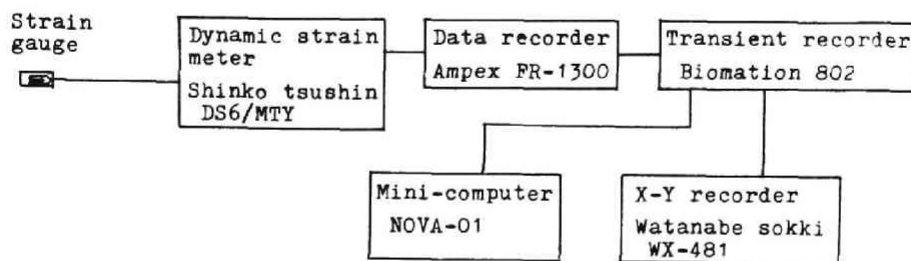 Strain
gauge
Dynamic strain
meter
Shinko tsushin
DS6/MTY
Data recorder
Ampex FR-1300
Transient recorder
Biomation 802
Mini-computer
NOVA-01
X-Y recorder
Watanabe sokki
WX-481